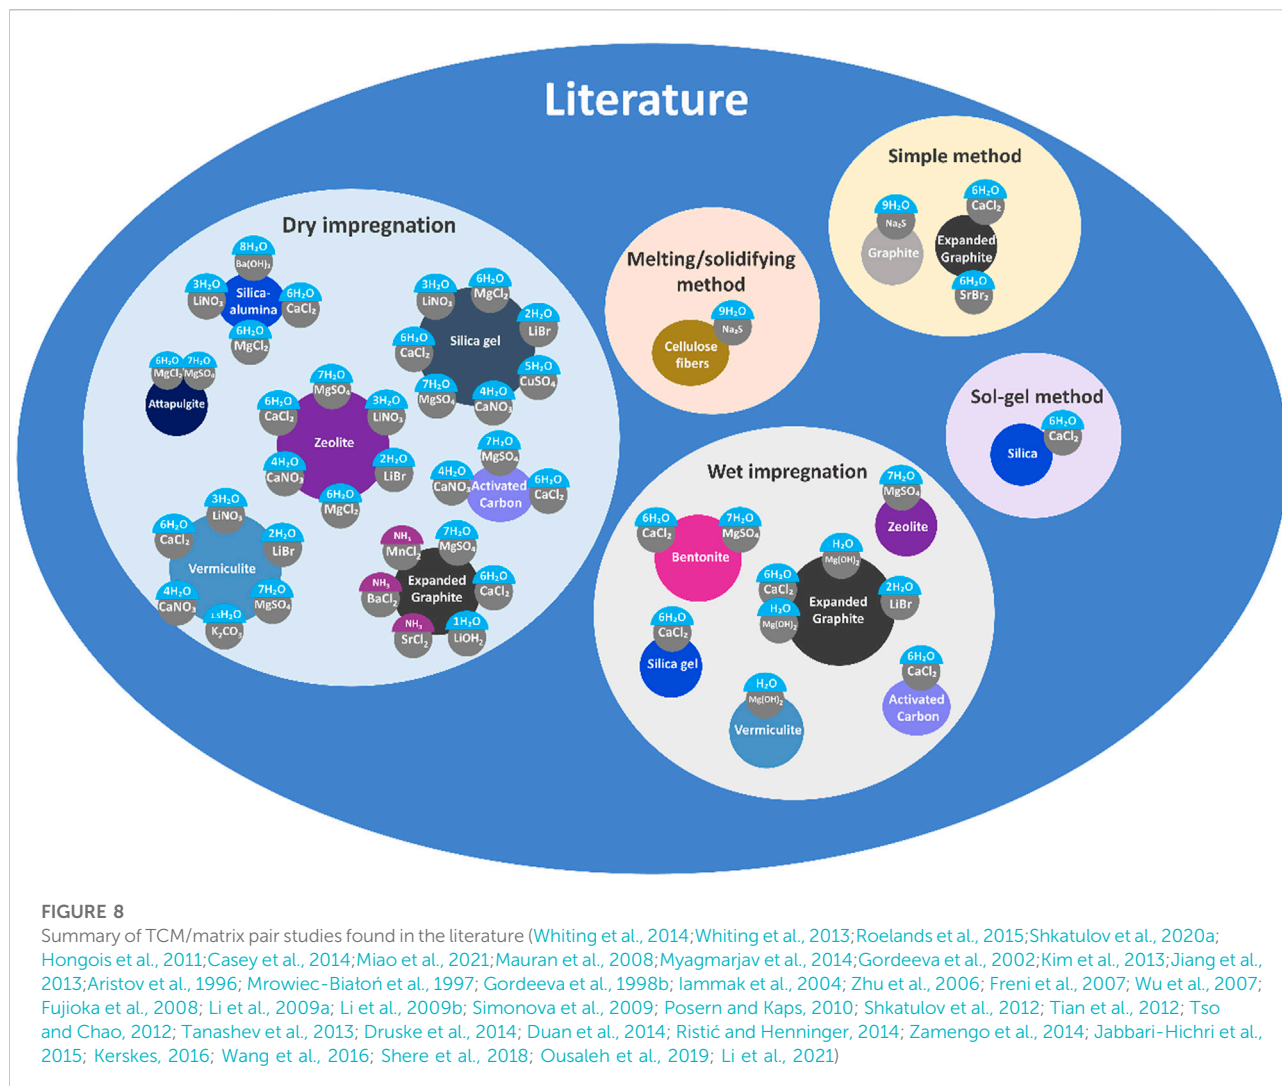 Literature
Simple method
9H₂O
Na₂S
Graphite
6H₂O
CaCl₂
Expanded
Graphite
6H₂O
SrBr₂
Dry impregnation
8H₂O
Ba(OH)₂
3H₂O
LiNO₃
Silica-
alumina
6H₂O
CaCl₂
6H₂O
MgCl₂
3H₂O
LiNO₃
6H₂O
MgCl₂
2H₂O
LiBr
6H₂O
CaCl₂
Silica gel
5H₂O
CuSO₄
7H₂O
MgSO₄
4H₂O
CaNO₃
6H₂O
MgCl₂
7H₂O
MgSO₄
Attapulgite
7H₂O
MgSO₄
6H₂O
CaCl₂
3H₂O
LiNO₃
Zeolite
4H₂O
CaNO₃
2H₂O
LiBr
6H₂O
MgCl₂
7H₂O
MgSO₄
4H₂O
CaNO₃
Activated
Carbon
6H₂O
CaCl₂
3H₂O
LiNO₃
6H₂O
CaCl₂
2H₂O
LiBr
Vermiculite
4H₂O
CaNO₃
7H₂O
MgSO₄
1.5H₂O
K₂CO₃
NH₃
MnCl₂
7H₂O
MgSO₄
NH₃
BaCl₂
Expanded
Graphite
6H₂O
CaCl₂
NH₃
SrCl₂
1H₂O
LiOH₂
Melting/solidifying
method
9H₂O
Na₂S
Cellulose
fibers
Sol-gel method
6H₂O
CaCl₂
Silica
Wet impregnation
7H₂O
MgSO₄
Zeolite
6H₂O
CaCl₂
7H₂O
MgSO₄
Bentonite
H₂O
Mg(OH)₂
6H₂O
CaCl₂
2H₂O
LiBr
Expanded
Graphite
H₂O
Mg(OH)₂
6H₂O
CaCl₂
Silica gel
6H₂O
CaCl₂
Activated
Carbon
H₂O
Mg(OH)₂
Vermiculite
FIGURE 8
Summary of TCM/matrix pair studies found in the literature (Whiting et al., 2014;Whiting et al., 2013;Roelands et al., 2015;Shkatulov et al., 2020a;
Hongois et al., 2011;Casey et al., 2014;Miao et al., 2021;Mauran et al., 2008;Myagmarjav et al., 2014;Gordeeva et al., 2002;Kim et al., 2013;Jiang et al.,
2013;Aristov et al., 1996; Mrowiec-Białoń et al., 1997; Gordeeva et al., 1998b; Iammak et al., 2004; Zhu et al., 2006; Freni et al., 2007; Wu et al., 2007;
Fujioka et al., 2008; Li et al., 2009a; Li et al., 2009b; Simonova et al., 2009; Posern and Kaps, 2010; Shkatulov et al., 2012; Tian et al., 2012; Tso
and Chao, 2012; Tanashev et al., 2013; Druske et al., 2014; Duan et al., 2014; Ristić and Henninger, 2014; Zamengo et al., 2014; Jabbari-Hichri et al.,
2015; Kerskes, 2016; Wang et al., 2016; Shere et al., 2018; Ousaleh et al., 2019; Li et al., 2021)